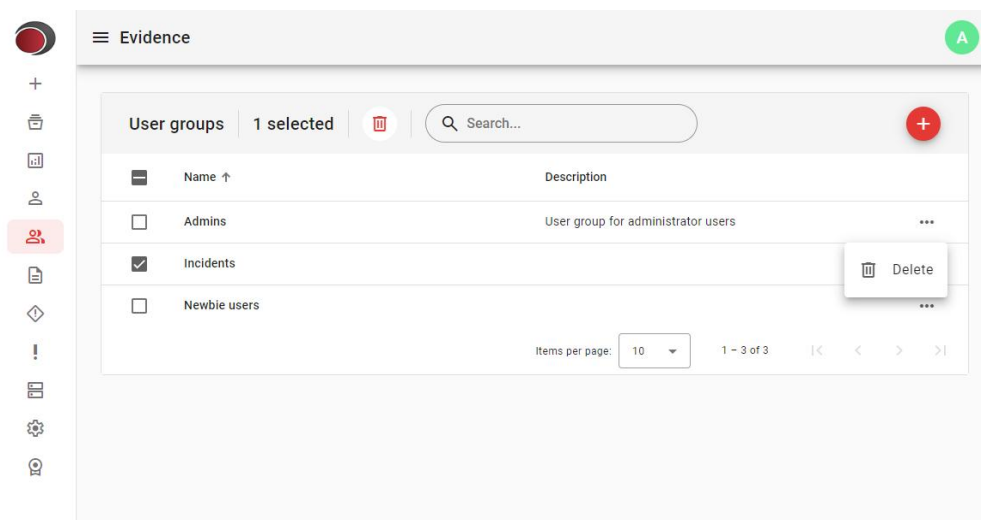 Evidence
A
User groups 1 selected Search...
Name Description
Admins User group for administrator users
Incidents
Delete
Newbie users
Items per page: 10 1 – 3 of 3